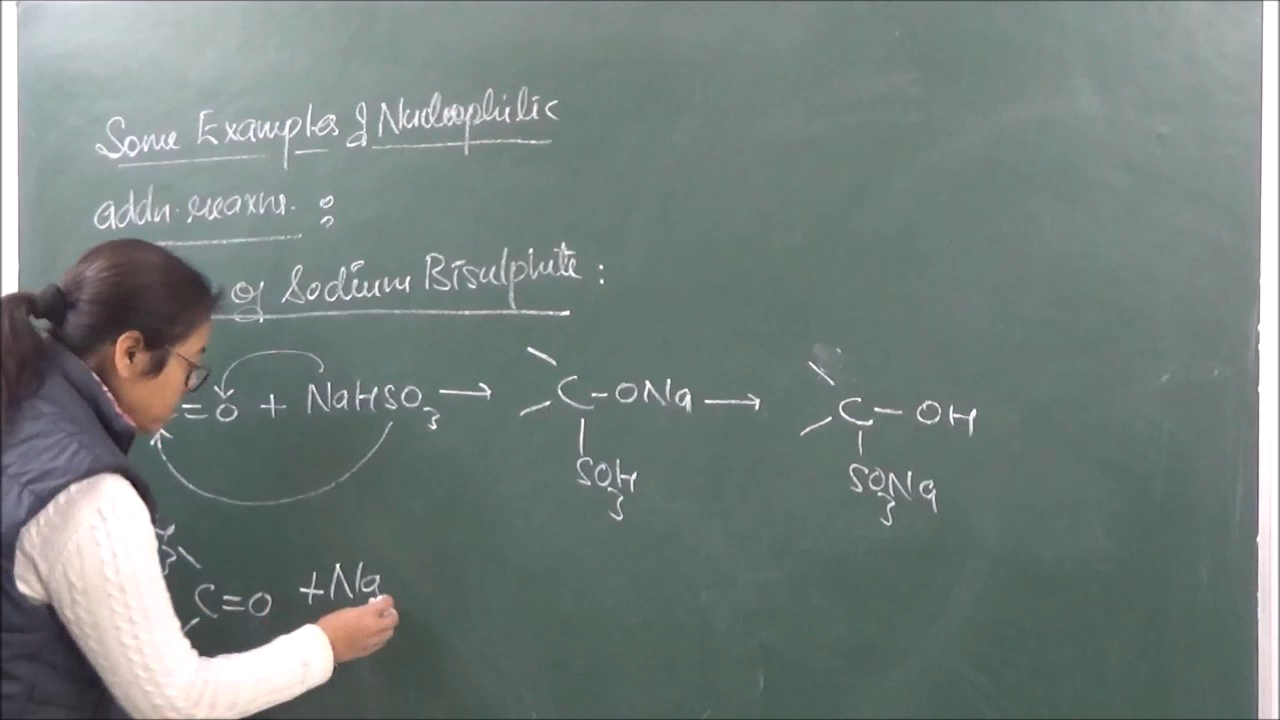 Some Examples of Nucleophilic
addn. reaxns. :
of Sodium Bisulphite :
=O + NaHSO3 → C-ONa → C-OH
SO3H SO3Na
C=O +Na